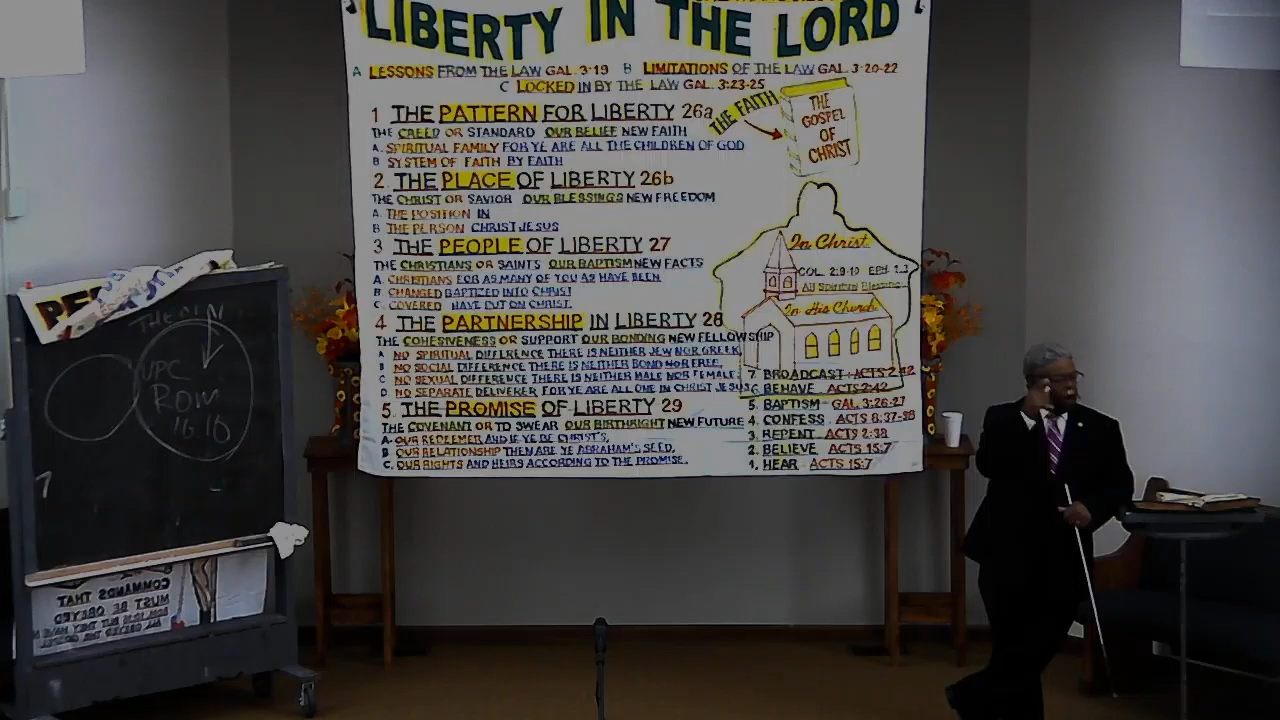 LIBERTY IN THE LORD
A LESSONS FROM THE LAW GAL. 3:19 B LIMITATIONS OF THE LAW GAL. 3:20-22
C LOCKED IN BY THE LAW GAL. 3:23-25
1 THE PATTERN FOR LIBERTY 26a
THE CREED OR STANDARD OUR BELIEF NEW FAITH
A. SPIRITUAL FAMILY FOR YE ARE ALL THE CHILDREN OF GOD
B SYSTEM OF FAITH BY FAITH
2. THE PLACE OF LIBERTY 26b
THE CHRIST OR SAVIOR OUR BLESSINGS NEW FREEDOM
A. THE POSITION IN
B THE PERSON CHRIST JESUS
3 THE PEOPLE OF LIBERTY 27
THE CHRISTIANS OR SAINTS OUR BAPTISM NEW FACTS
A. CHRISTIANS FOR AS MANY OF YOU AS HAVE BEEN
B. CHANGED BAPTIZED INTO CHRIST
C. COVERED HAVE PUT ON CHRIST.
4 THE PARTNERSHIP IN LIBERTY 28
THE COHESIVENESS OR SUPPORT OUR BONDING NEW FELLOWSHIP
A NO SPIRITUAL DIFFERENCE THERE IS NEITHER JEW NOR GREEK,
B NO SOCIAL DIFFERENCE THERE IS NEITHER BOND NOR FREE,
C NO SEXUAL DIFFERENCE THERE IS NEITHER MALE NOR FEMALE:
D. NO SEPARATE DELIVERER FOR YE ARE ALL ONE IN CHRIST JESUS
5. THE PROMISE OF LIBERTY 29
THE COVENANT OR TO SWEAR OUR BIRTHRIGHT NEW FUTURE
A. OUR REDEEMER AND IF YE BE CHRIST'S,
B OUR RELATIONSHIP THEN ARE YE ABRAHAM'S SEED,
C. OUR RIGHTS AND HEIRS ACCORDING TO THE PROMISE.
THE FAITH
THE
GOSPEL
OF
CHRIST
In Christ
COL. 2:9-10 EPH. 1:3
All Spiritual Blessing
In His Church
7 BROADCAST ACTS 2:42
6 BEHAVE ACTS 2:42
5. BAPTISM GAL. 3:26-27
4. CONFESS ACTS 8:37-38
3. REPENT ACTS 2:38
2. BELIEVE ACTS 15:7
1. HEAR ACTS 15:7
UPC
Rom
16.16
COMMANDS THAT
MUST BE OBEYED